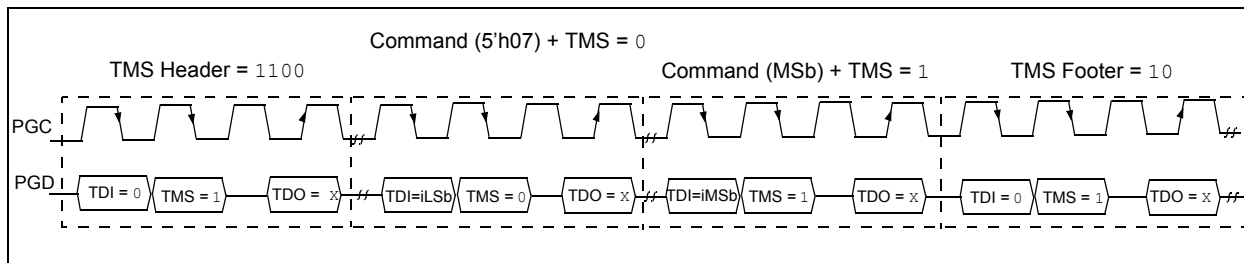 Command (5'h07) + TMS = 0
TMS Header = 1100
Command (MSb) + TMS = 1
TMS Footer = 10
PGC
PGD
TDI = 0
TMS = 1
TDO = X
TDI=iLSb
TMS = 0
TDO = X
TDI=iMSb
TMS = 1
TDO = X
TDI = 0
TMS = 1
TDO = X